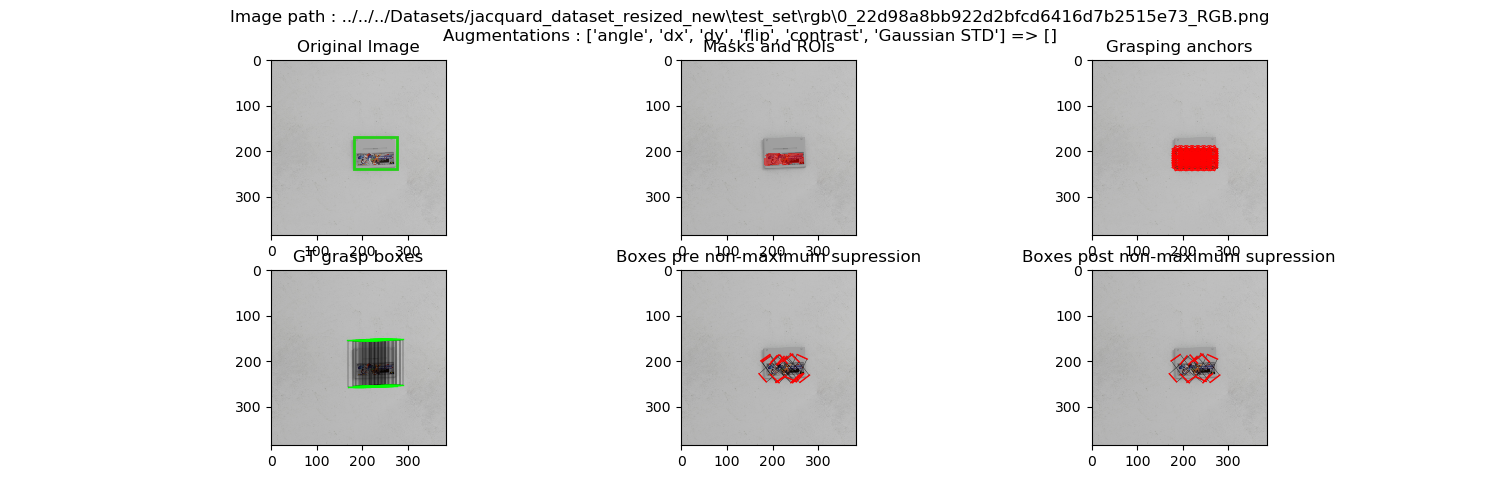 Image path : ../../../Datasets/jacquard_dataset_resized_new\test_set\rgb\0_22d98a8bb922d2bfcd6416d7b2515e73_RGB.png
Augmentations : ['angle', 'dx', 'dy', 'flip', 'contrast', 'Gaussian STD'] => []
Original Image
0
100
200
300
0 100 200 300
Masks and ROIs
0
100
200
300
0 100 200 300
Grasping anchors
0
100
200
300
0 100 200 300
GT grasp boxes
0
100
200
300
0 100 200 300
Boxes pre non-maximum supression
0
100
200
300
0 100 200 300
Boxes post non-maximum supression
0
100
200
300
0 100 200 300